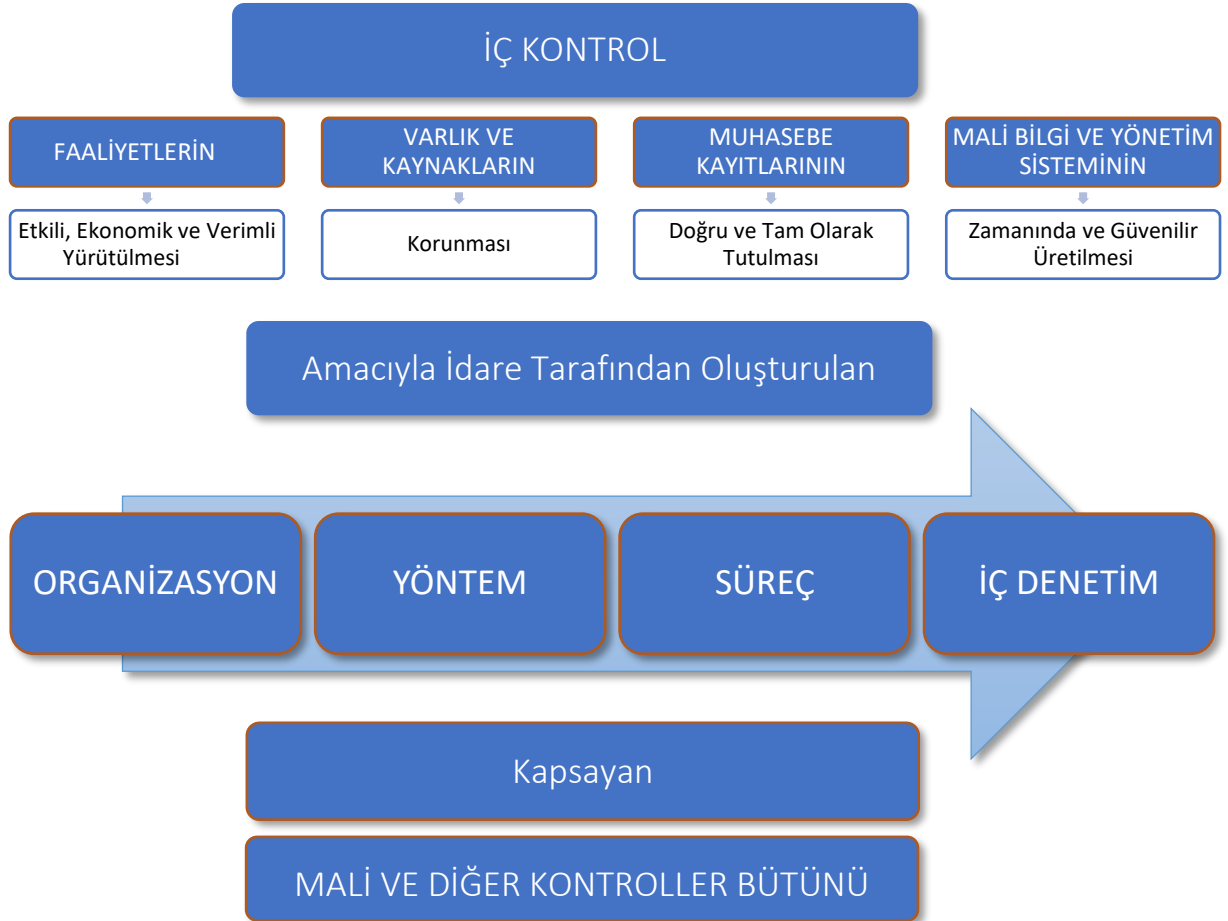 İÇ KONTROL
FAALİYETLERİN
Etkili, Ekonomik ve Verimli
Yürütülmesi
VARLIK VE
KAYNAKLARIN
Korunması
MUHASEBE
KAYITLARININ
Doğru ve Tam Olarak
Tutulması
MALİ BİLGİ VE YÖNETİM
SİSTEMİNİN
Zamanında ve Güvenilir
Üretilmesi
Amacıyla İdare Tarafından Oluşturulan
ORGANİZASYON
YÖNTEM
SÜREÇ
İÇ DENETİM
Kapsayan
MALİ VE DİĞER KONTROLLER BÜTÜNÜ